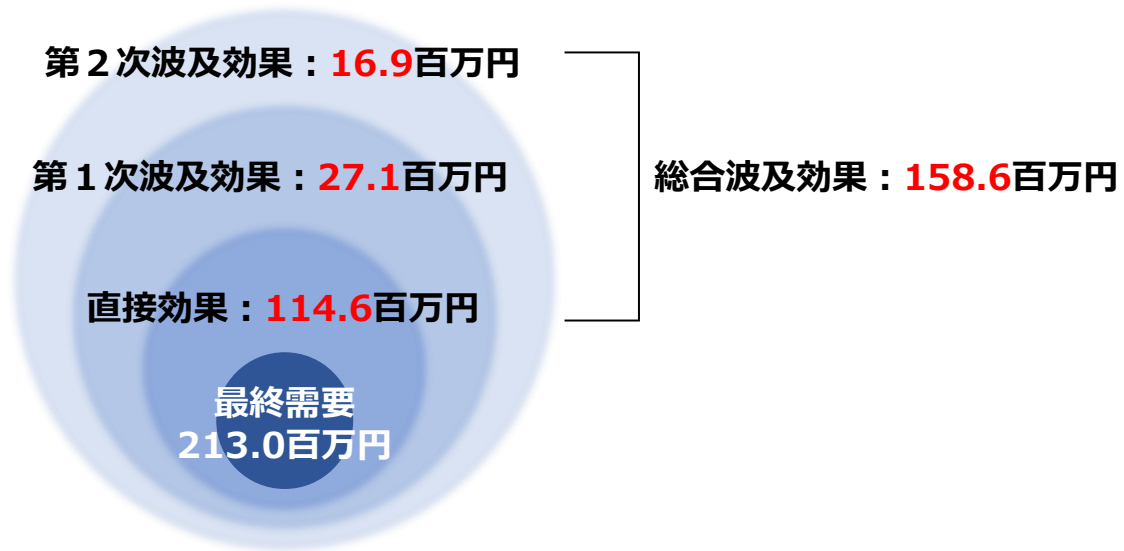 第２次波及効果：16.9百万円
第１次波及効果：27.1百万円
総合波及効果：158.6百万円
直接効果：114.6百万円
最終需要
213.0百万円